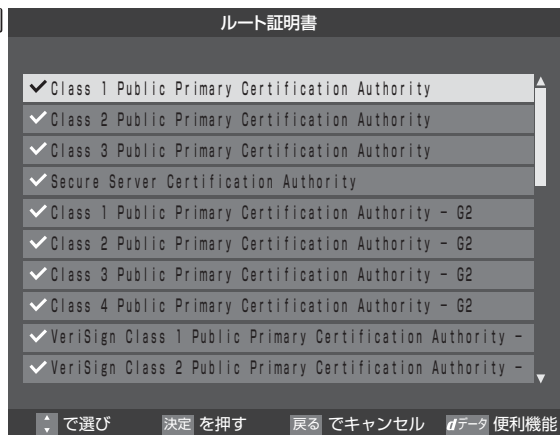 ルート証明書
✔Class 1 Public Primary Certification Authority
✔Class 2 Public Primary Certification Authority
✔Class 3 Public Primary Certification Authority
✔Secure Server Certification Authority
✔Class 1 Public Primary Certification Authority - G2
✔Class 2 Public Primary Certification Authority - G2
✔Class 3 Public Primary Certification Authority - G2
✔Class 4 Public Primary Certification Authority - G2
✔VeriSign Class 1 Public Primary Certification Authority -
✔VeriSign Class 2 Public Primary Certification Authority -
で選び 決定 を押す 戻る でキャンセル dデータ 便利機能